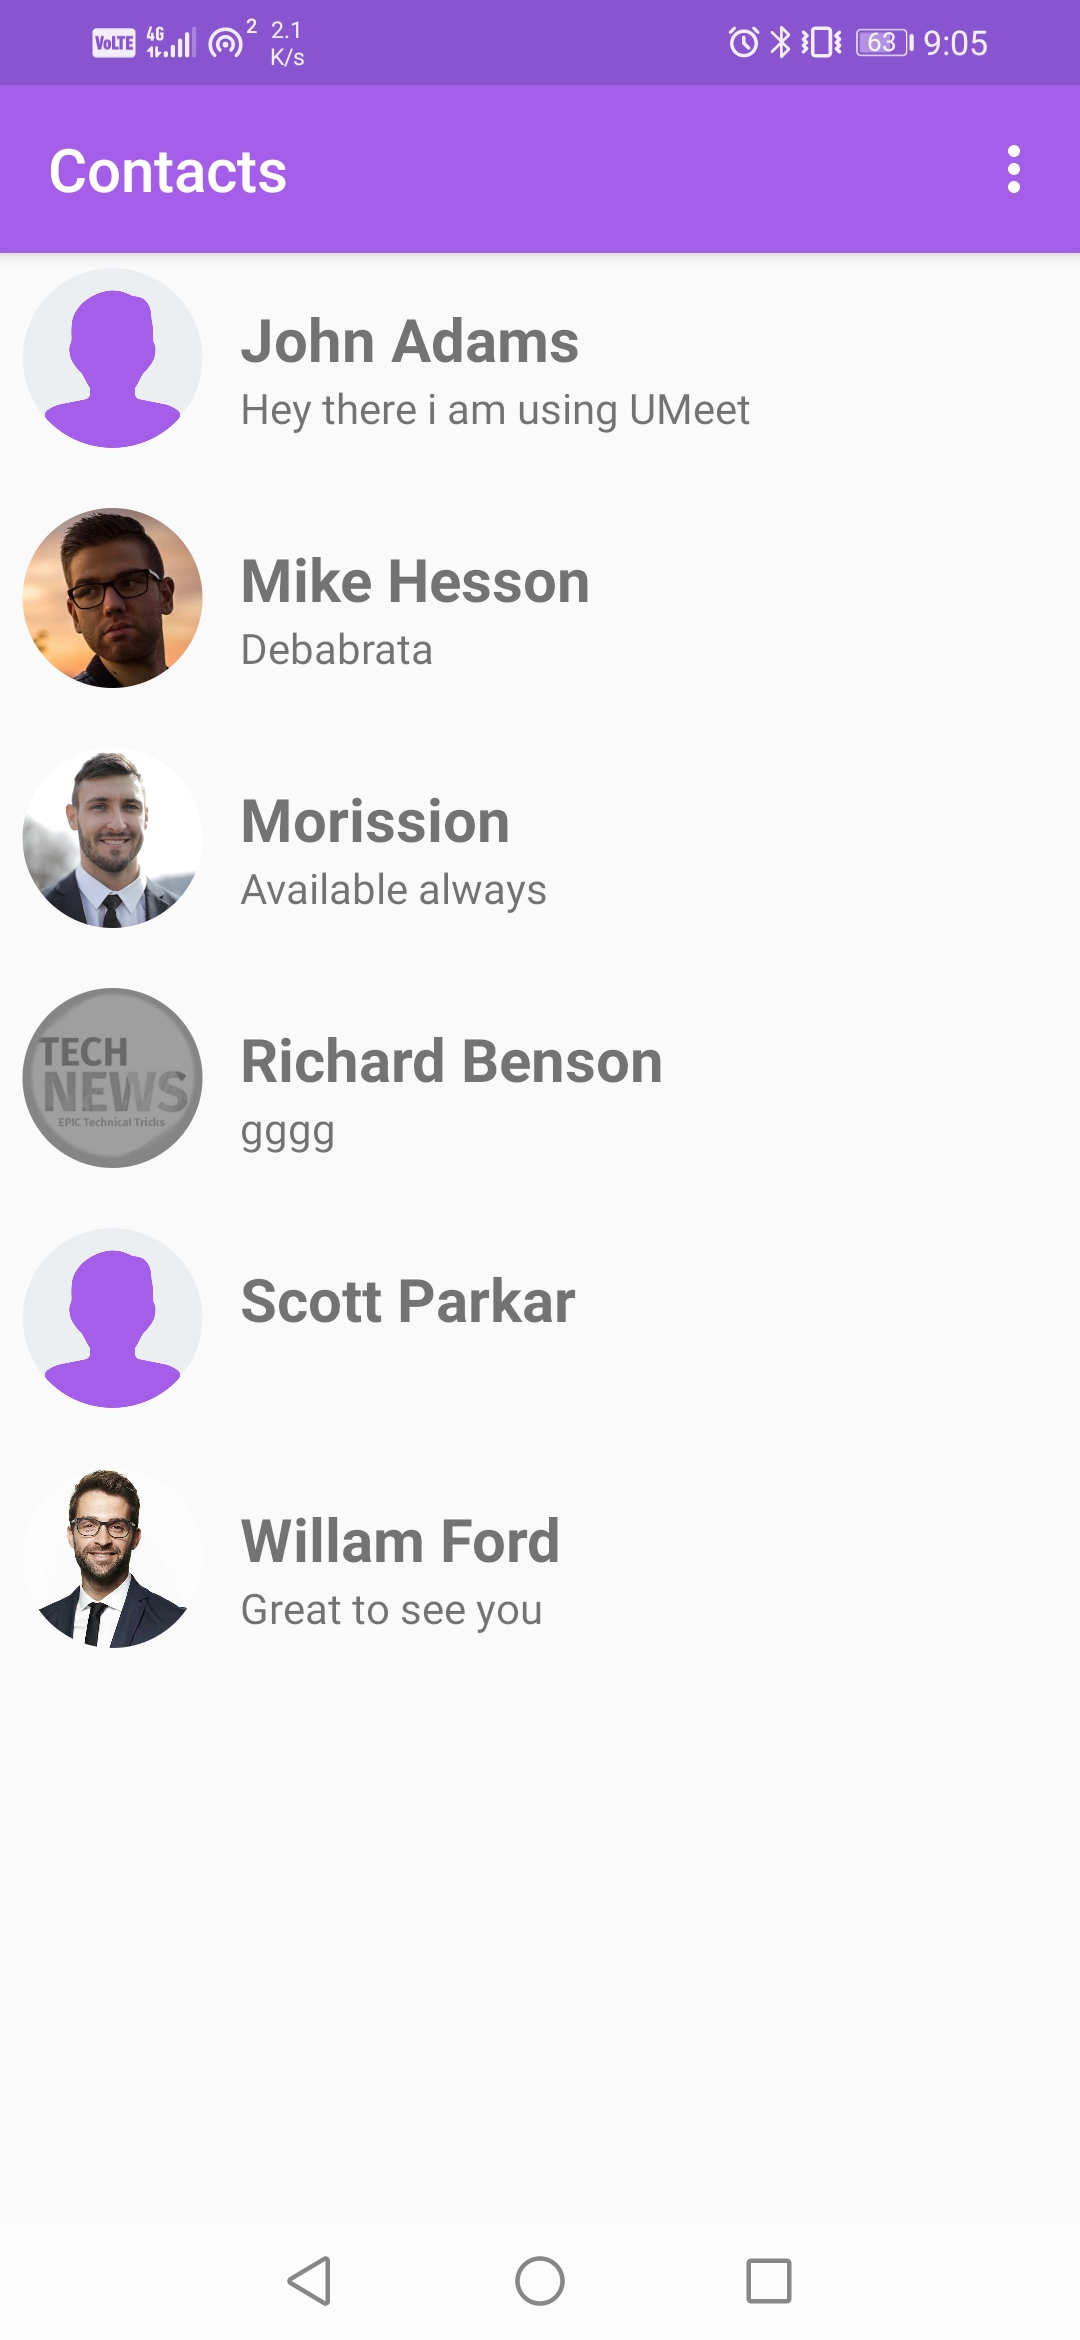 VoLTE 4G 2 2.1 K/s 63 9:05
Contacts
John Adams
Hey there i am using UMeet
Mike Hesson
Debabrata
Morission
Available always
TECH
NEWS
EPIC Technical Tricks
Richard Benson
gggg
Scott Parkar
Willam Ford
Great to see you